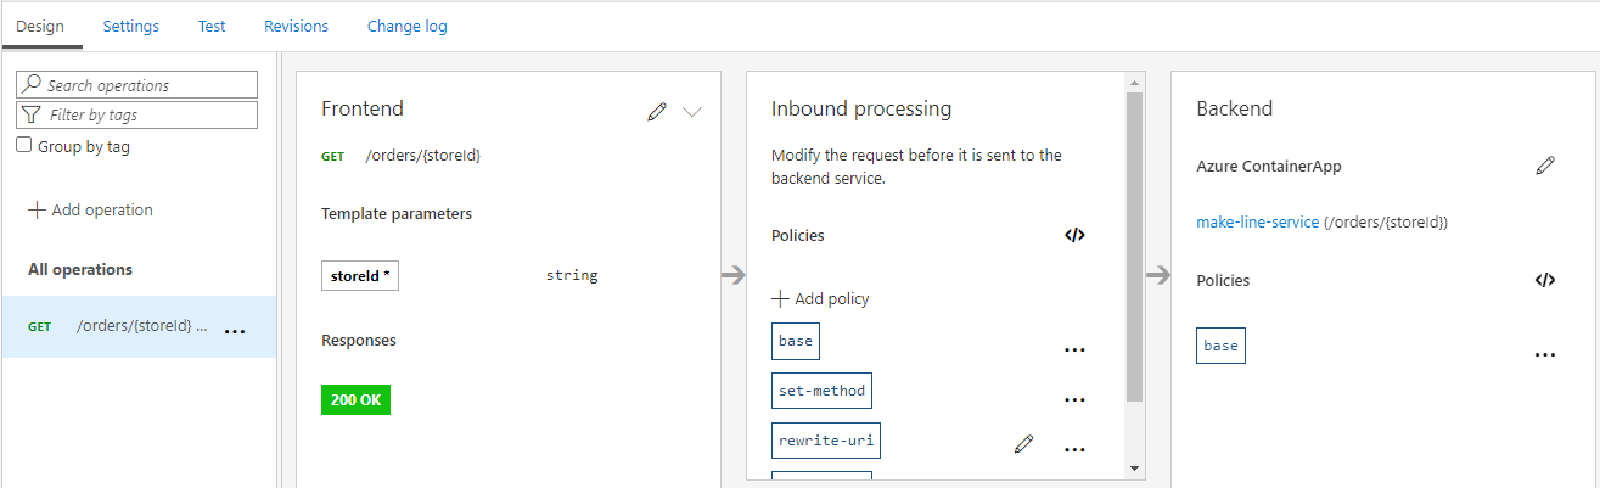 Design Settings Test Revisions Change log
Search operations
Filter by tags
Group by tag
Add operation
All operations
GET /orders/{storeId} ... ...
Frontend
GET /orders/{storeId}
Template parameters
storeId * string
Responses
200 OK
Inbound processing
Modify the request before it is sent to the
backend service.
Policies </>
Add policy
base ...
set-method ...
rewrite-uri ...
Backend
Azure ContainerApp
make-line-service (/orders/{storeId})
Policies </>
base ...